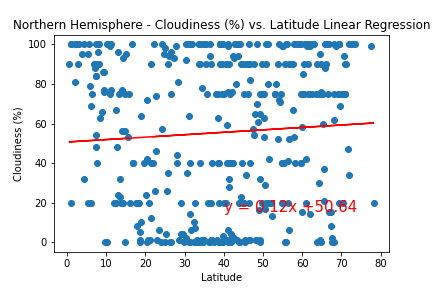 Northern Hemisphere - Cloudiness (%) vs. Latitude Linear Regression
100
80
60
40
20
0
Cloudiness (%)
y = 0.12x +50.64
0 10 20 30 40 50 60 70 80
Latitude